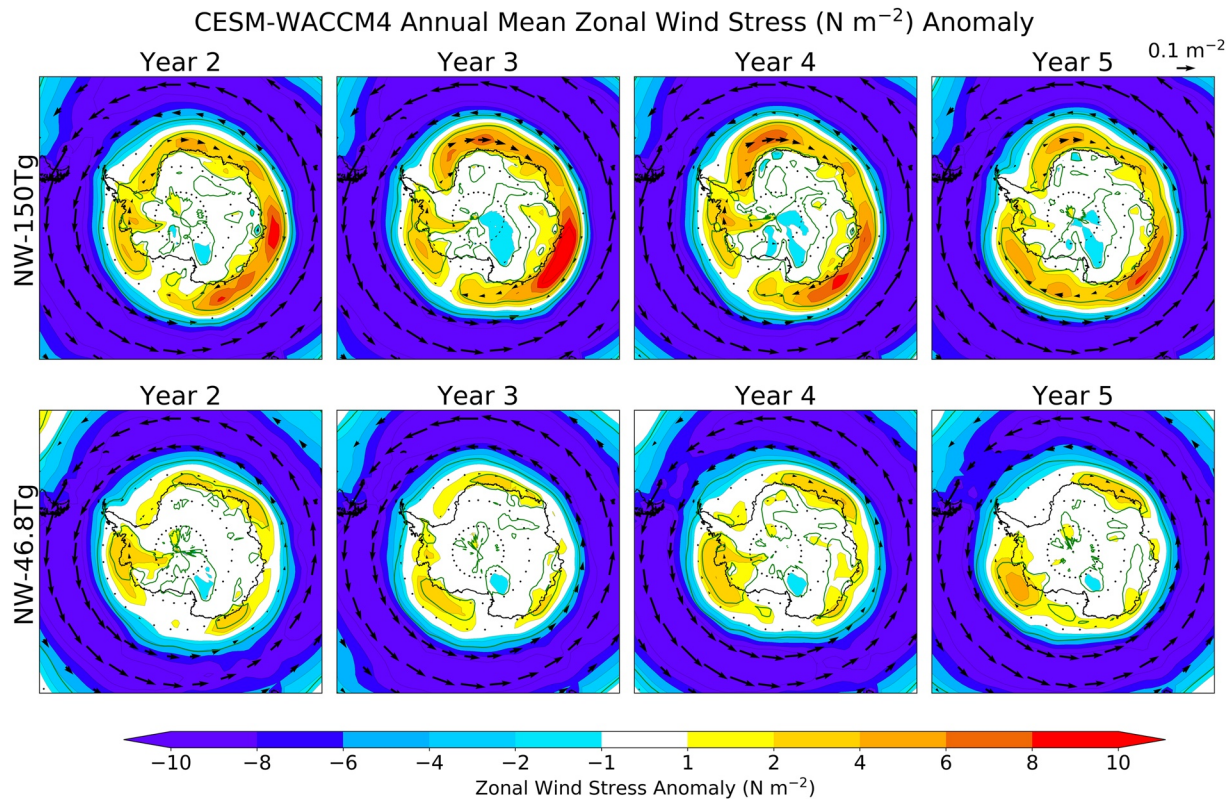 CESM-WACCM4 Annual Mean Zonal Wind Stress (N m⁻²) Anomaly
Year 2
Year 3
Year 4
Year 5
0.1 m⁻²
NW-150Tg
Year 2
Year 3
Year 4
Year 5
NW-46.8Tg
−10
−8
−6
−4
−2
−1
1
2
4
6
8
10
Zonal Wind Stress Anomaly (N m⁻²)